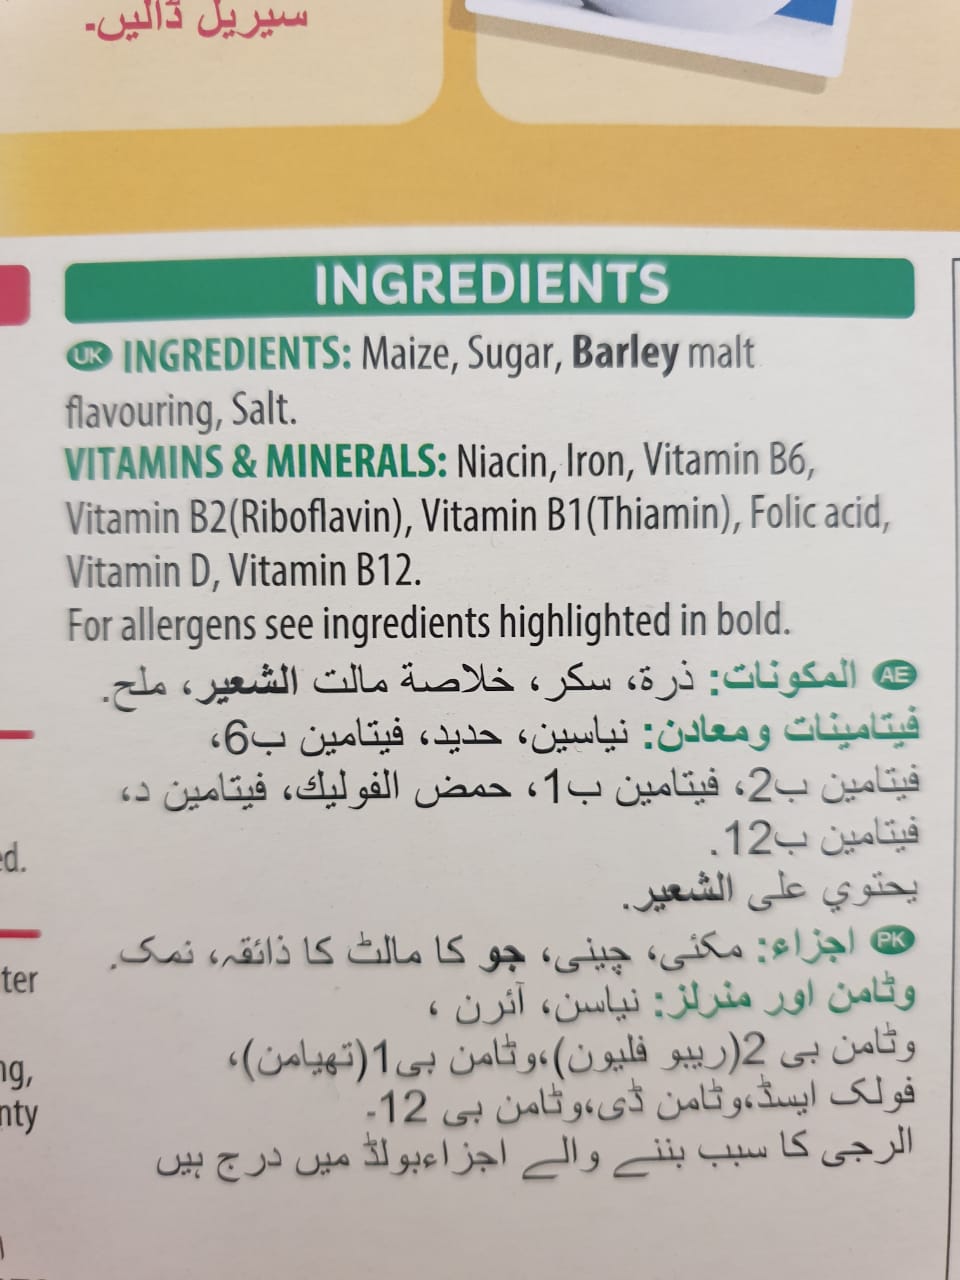 سیریل ڈالیں۔
INGREDIENTS
UK INGREDIENTS: Maize, Sugar, Barley malt
flavouring, Salt.
VITAMINS & MINERALS: Niacin, Iron, Vitamin B6,
Vitamin B2(Riboflavin), Vitamin B1(Thiamin), Folic acid,
Vitamin D, Vitamin B12.
For allergens see ingredients highlighted in bold.
AE المكونات: ذرة، سكر، خلاصة مالت الشعير، ملح.
فيتامينات ومعادن: نياسين، حديد، فيتامين ب6،
فيتامين ب2، فيتامين ب1، حمض الفوليك، فيتامين د،
فيتامين ب12.
يحتوي على الشعير.
PK اجزاء: مکئی، چینی، جو کا مالٹ کا ذائقہ، نمک.
وٹامن اور منرلز: نیاسن، آئرن ،
وٹامن بی 2(ریبو فلیون)،وٹامن بی1(تھیامن)،
فولک ایسڈ،وٹامن ڈی،وٹامن بی 12-
الرجی کا سبب بننے والے اجزاءبولڈ میں درج ہیں
ed.
ter
ng,
nty